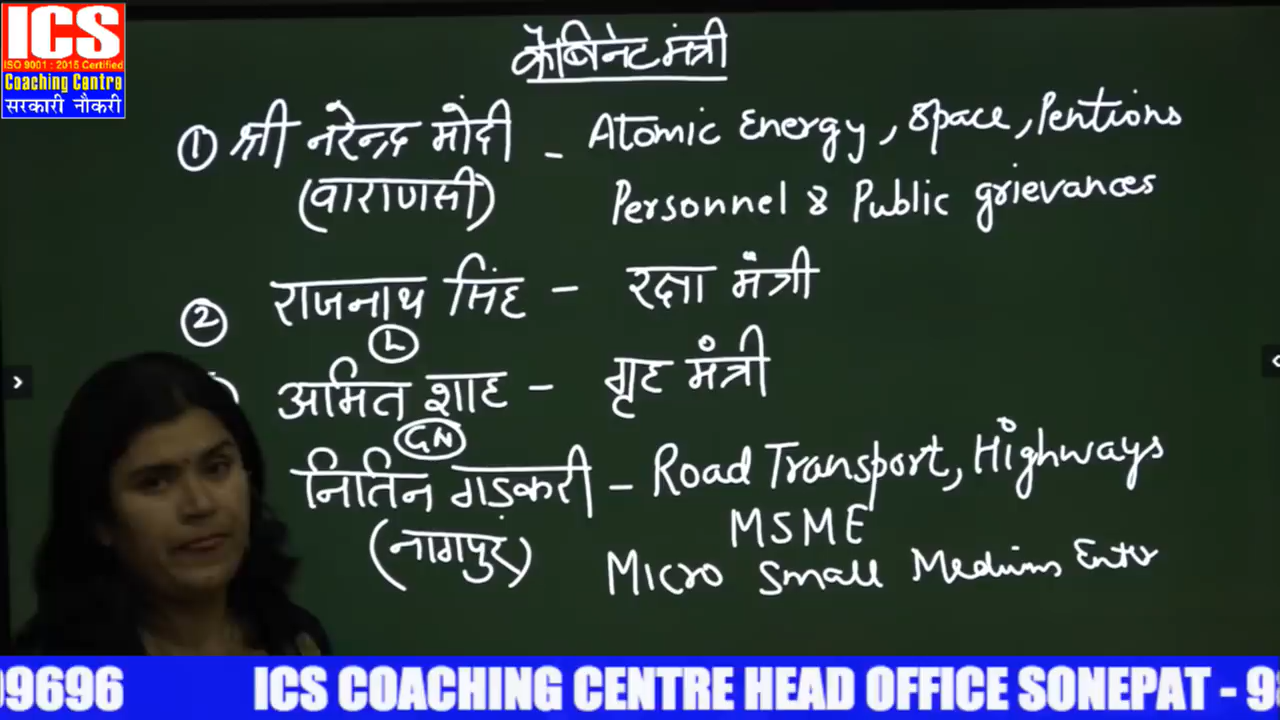 ICS
ISO 9001 : 2015 Certified
Coaching Centre
सरकारी नौकरी
कैबिनेट मंत्री
① श्री नरेन्द्र मोदी - Atomic Energy, Space, Pentions
(वाराणसी) Personnel & Public grievances
② राजनाथ सिंह - रक्षा मंत्री
L
अमित शाह - गृह मंत्री
GN
नितिन गडकरी - Road Transport, Highways
(नागपुर) MSME
Micro Small Mediums Enter
09696 ICS COACHING CENTRE HEAD OFFICE SONEPAT - 9